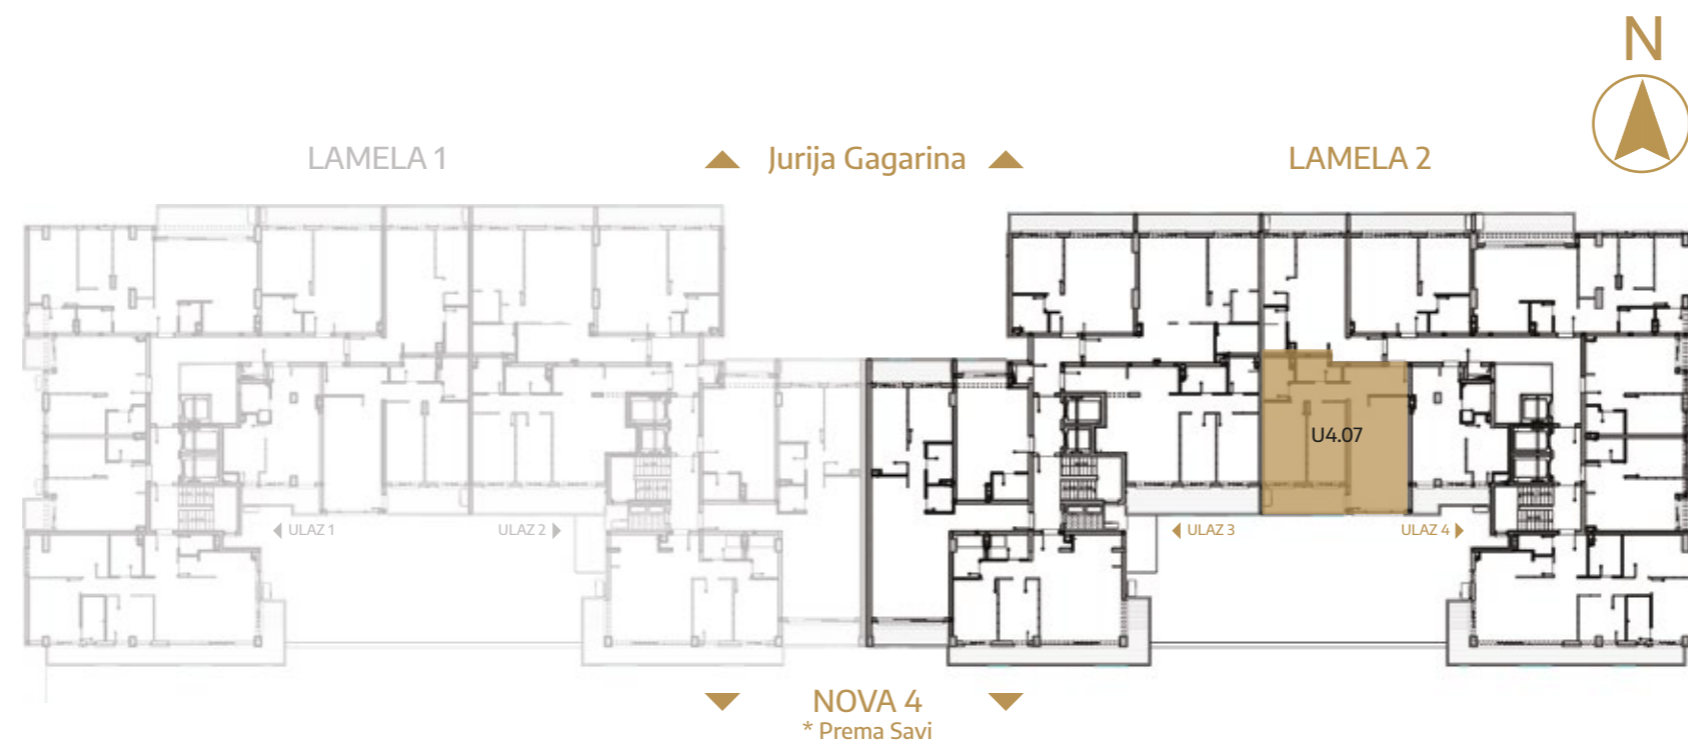 N
LAMELA 1
Jurija Gagarina
LAMELA 2
U4.07
ULAZ 1
ULAZ 2
ULAZ 3
ULAZ 4
NOVA 4
* Prema Savi